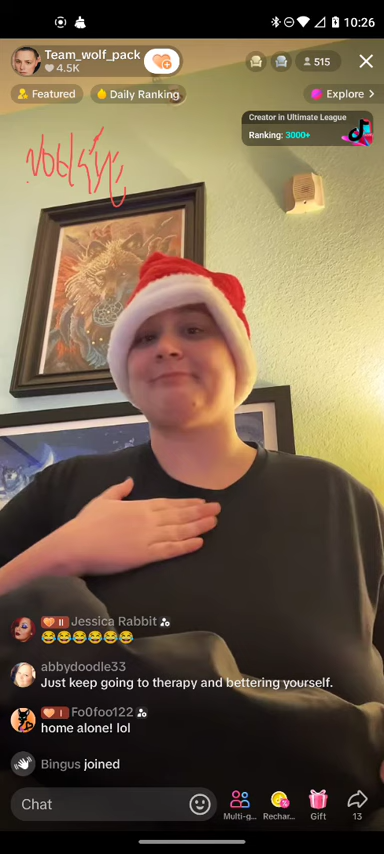 10:26
Team_wolf_pack
4.5K
515
Featured
Daily Ranking
Explore >
Creator in Ultimate League
Ranking: 3000+
II Jessica Rabbit
😂😂😂😂😂😂
abbydoodle33
Just keep going to therapy and bettering yourself.
I Fo0foo122
home alone! lol
Bingus joined
Chat
Multi-g...
Rechar...
Gift
13